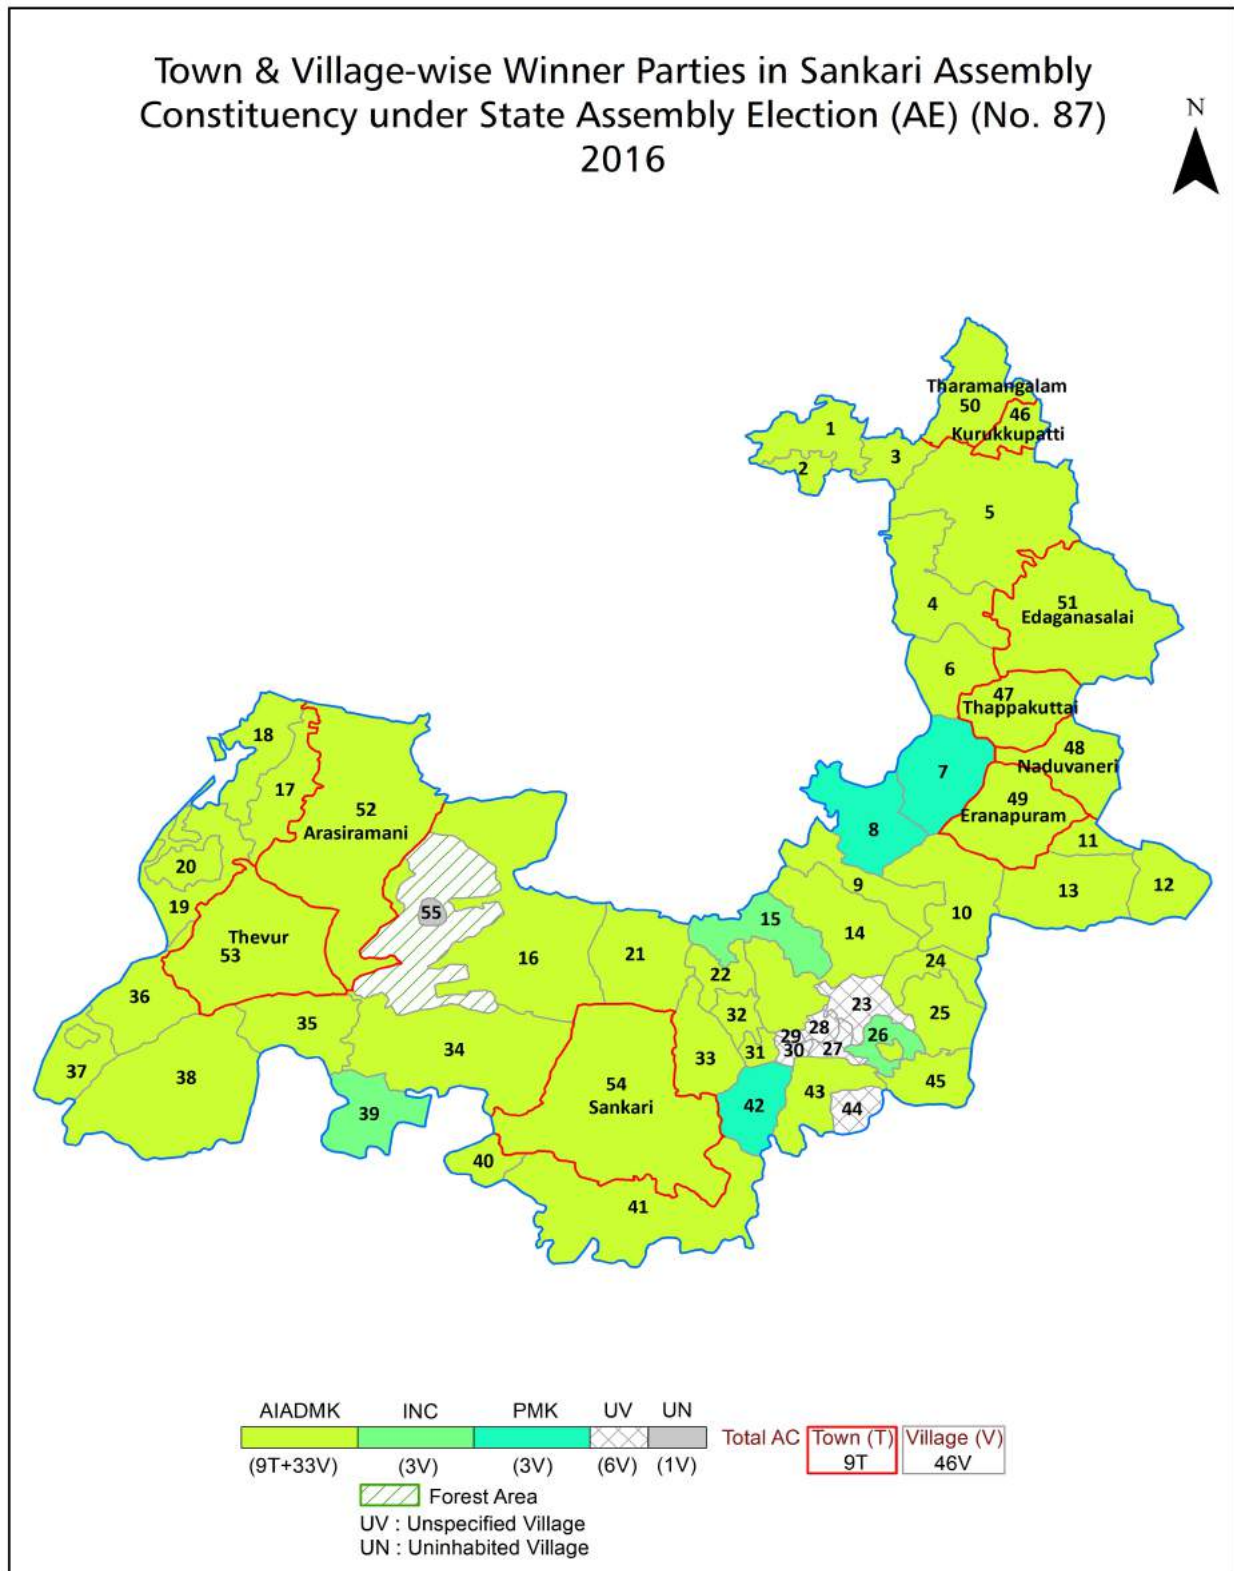 Town & Village-wise Winner Parties in Sankari Assembly
Constituency under State Assembly Election (AE) (No. 87)
2016
N
Tharamangalam
50
46
Kurukkupatti
1
2
3
5
4
51
Edaganasalai
6
47
Thappakuttai
48
Naduvaneri
7
49
Eranapuram
8
11
18
17
52
Arasiramani
20
19
9
13
12
10
55
15
14
Thevur
53
16
21
22
24
23
25
36
35
32
28
29
26
27
30
31
33
34
37
38
54
Sankari
45
43
42
44
39
40
41
AIADMK INC PMK UV UN
Total AC Town (T) Village (V)
9T 46V
(9T+33V) (3V) (3V) (6V) (1V)
Forest Area
UV : Unspecified Village
UN : Uninhabited Village